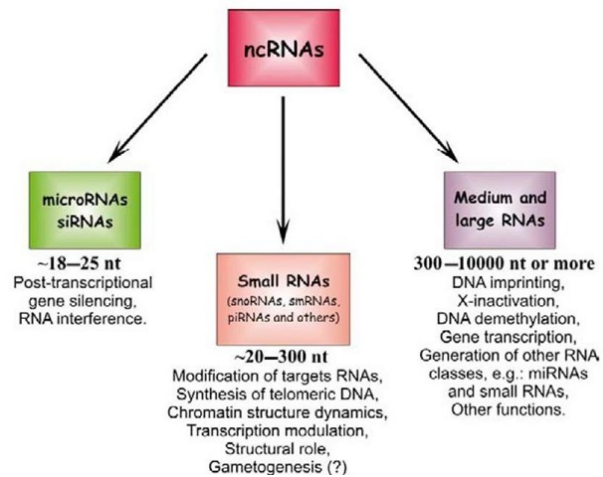 ncRNAs
microRNAs
siRNAs
~18–25 nt
Post-transcriptional
gene silencing,
RNA interference.
Small RNAs
(snoRNAs, smRNAs,
piRNAs and others)
~20–300 nt
Modification of targets RNAs,
Synthesis of telomeric DNA,
Chromatin structure dynamics,
Transcription modulation,
Structural role,
Gametogenesis (?)
Medium and
large RNAs
300–10000 nt or more
DNA imprinting,
X-inactivation,
DNA demethylation,
Gene transcription,
Generation of other RNA
classes, e.g.: miRNAs
and small RNAs,
Other functions.